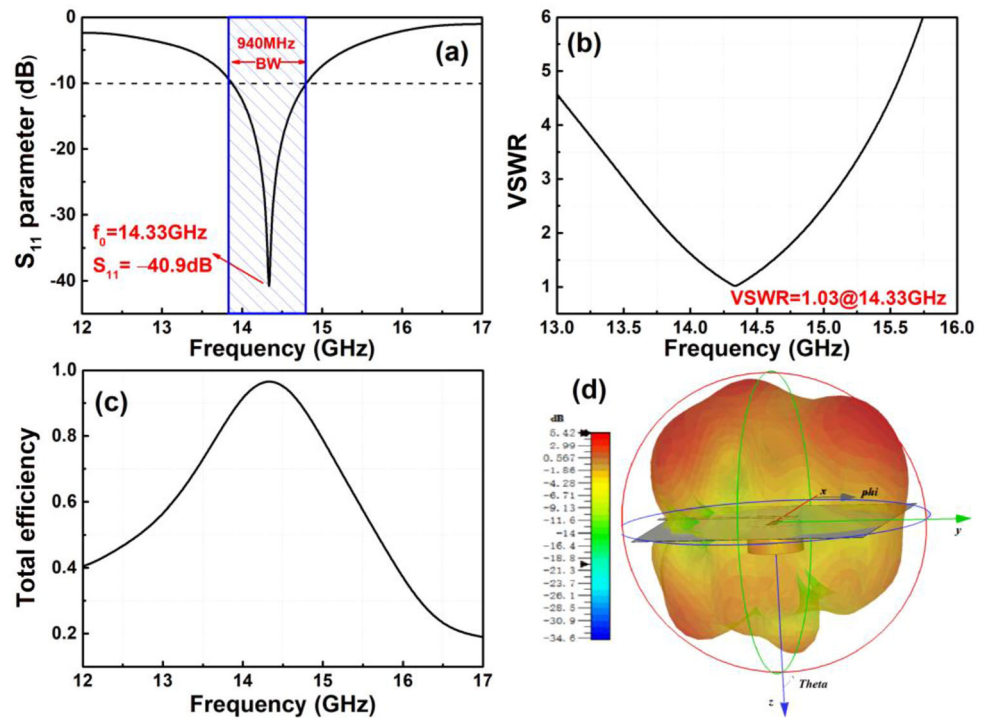 (a)
940MHz
BW
f0=14.33GHz
S11= −40.9dB
0
-10
-20
-30
-40
S11 parameter (dB)
12 13 14 15 16 17
Frequency (GHz)
(b)
6
5
4
3
2
1
VSWR
VSWR=1.03@14.33GHz
13.0 13.5 14.0 14.5 15.0 15.5 16.0
Frequency (GHz)
(c)
1.0
0.8
0.6
0.4
0.2
Total efficiency
12 13 14 15 16 17
Frequency (GHz)
(d)
dB
5.42
2.99
0.567
-1.86
-4.28
-6.71
-9.13
-11.6
-14
-16.4
-18.8
-21.3
-23.7
-26.1
-28.5
-30.9
-34.6
x
phi
y
Theta
z